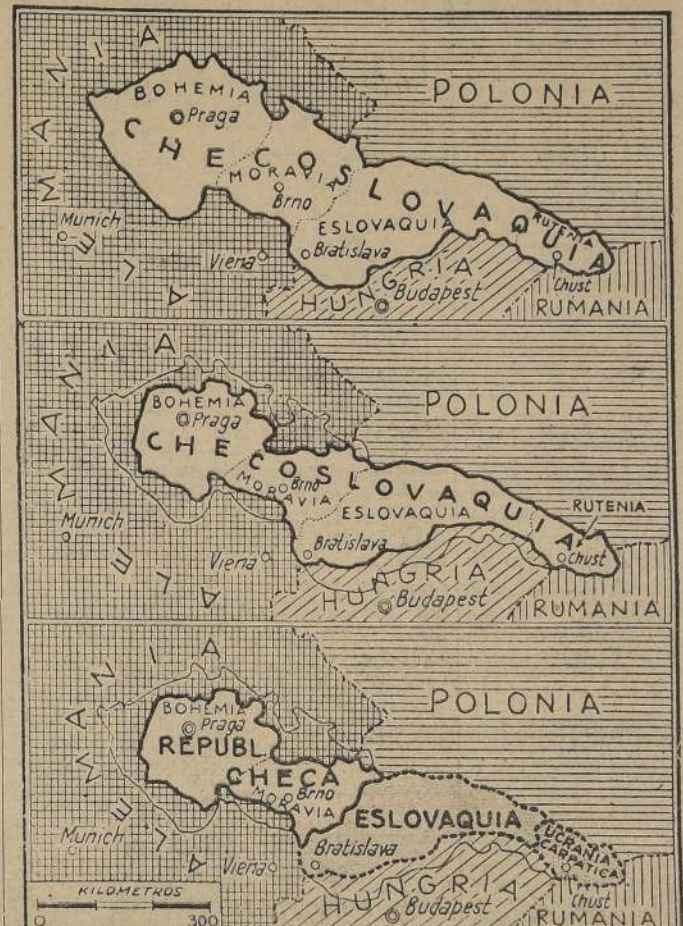 ALEMANIA
POLONIA
BOHEMIA
Praga
CHECOSLOVAQUIA
MORAVIA
Brno
ESLOVAQUIA
RUTENIA
Munich
Viena
Bratislava
Chust
HUNGRIA
Budapest
RUMANIA
ALEMANIA
POLONIA
BOHEMIA
Praga
CHECOSLOVAQUIA
Brno
MORAVIA
ESLOVAQUIA
RUTENIA
Munich
Viena
Bratislava
Chust
HUNGRIA
Budapest
RUMANIA
ALEMANIA
POLONIA
BOHEMIA
Praga
REPUBL.
CHECA
Brno
MORAVIA
ESLOVAQUIA
UCRANIA
CARPATICA
Munich
Viena
Bratislava
Chust
HUNGRIA
Budapest
RUMANIA
KILOMETROS
0 300